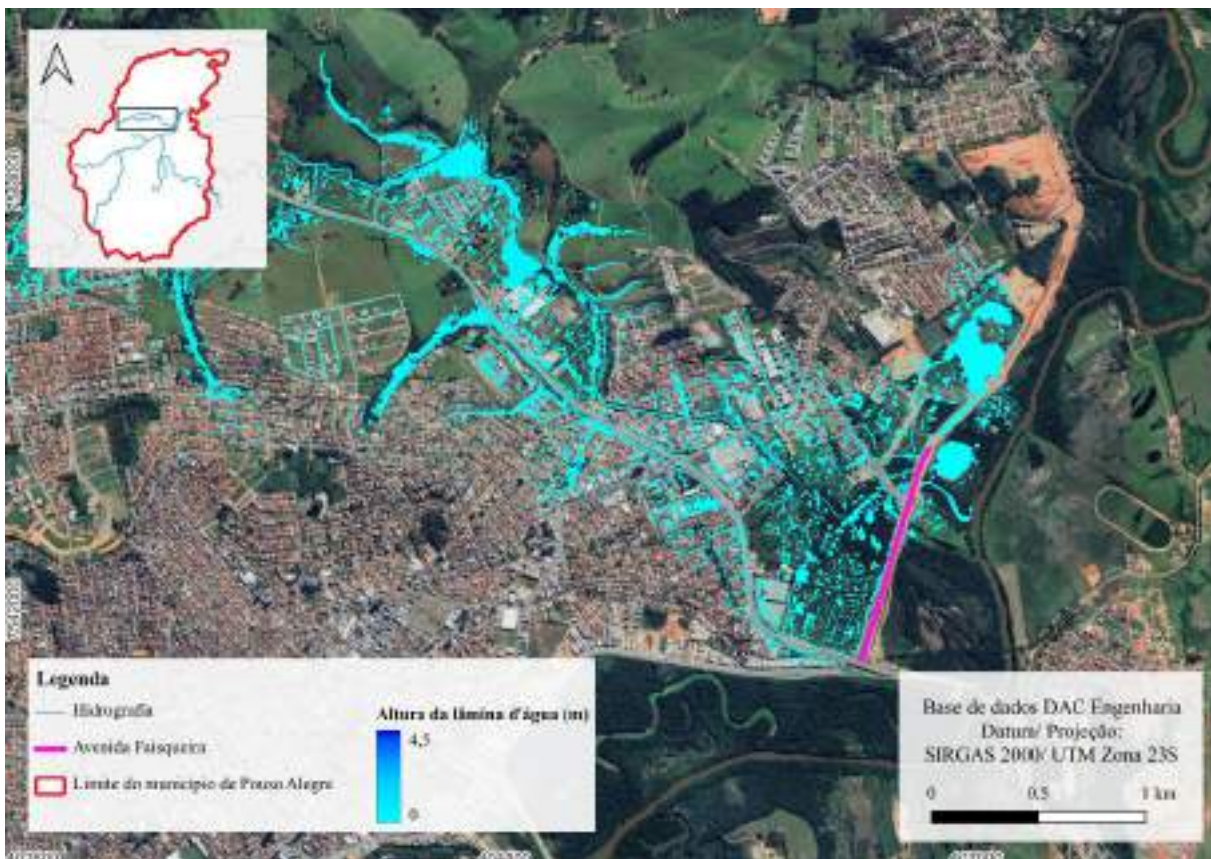 Legenda
Hidrografia
Avenida Faisqueira
Limite do município de Pouso Alegre
Altura da lâmina d'água (m)
4,5
0
Base de dados DAC Engenharia
Datum/ Projeção:
SIRGAS 2000/ UTM Zona 23S
0 0,5 1 km